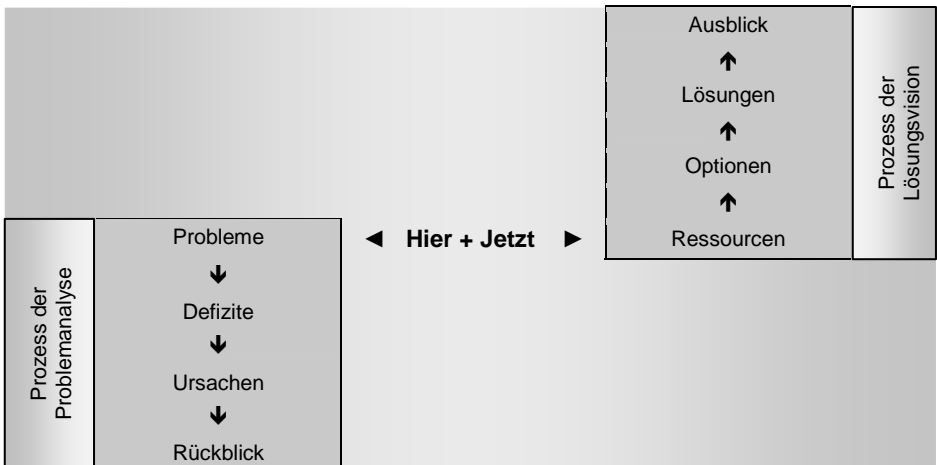 Ausblick
↑
Lösungen
↑
Optionen
↑
Ressourcen
Prozess der
Lösungsvision
◄ Hier + Jetzt ►
Prozess der
Problemanalyse
Probleme
↓
Defizite
↓
Ursachen
↓
Rückblick